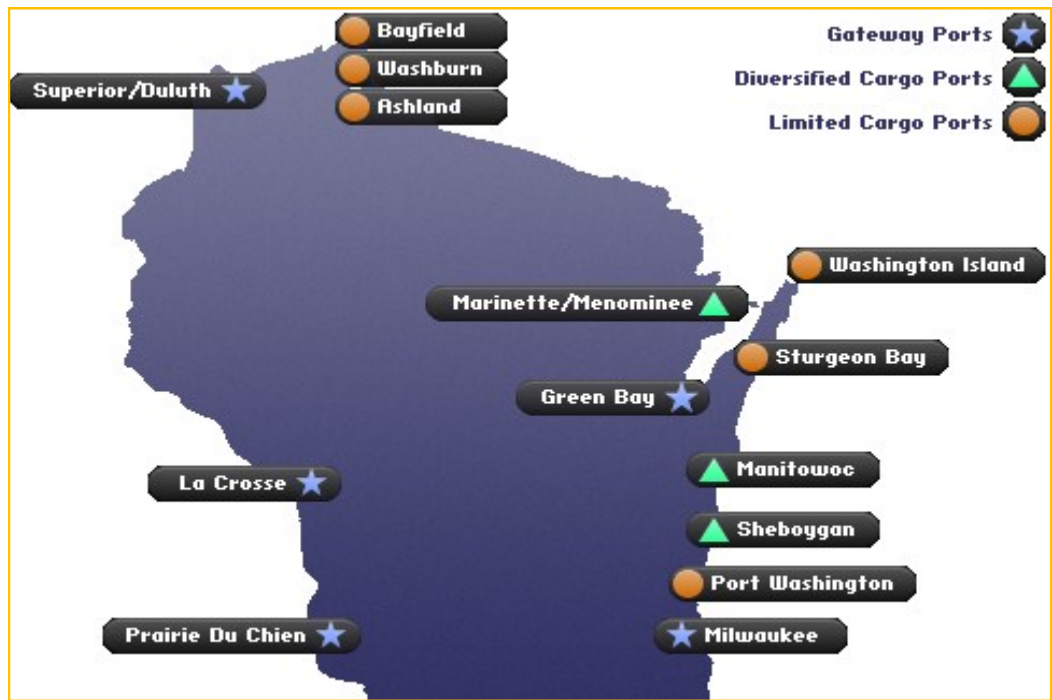 Bayfield
Gateway Ports
Washburn
Superior/Duluth
Diversified Cargo Ports
Ashland
Limited Cargo Ports
Washington Island
Marinette/Menominee
Sturgeon Bay
Green Bay
Manitowoc
La Crosse
Sheboygan
Port Washington
Prairie Du Chien
Milwaukee